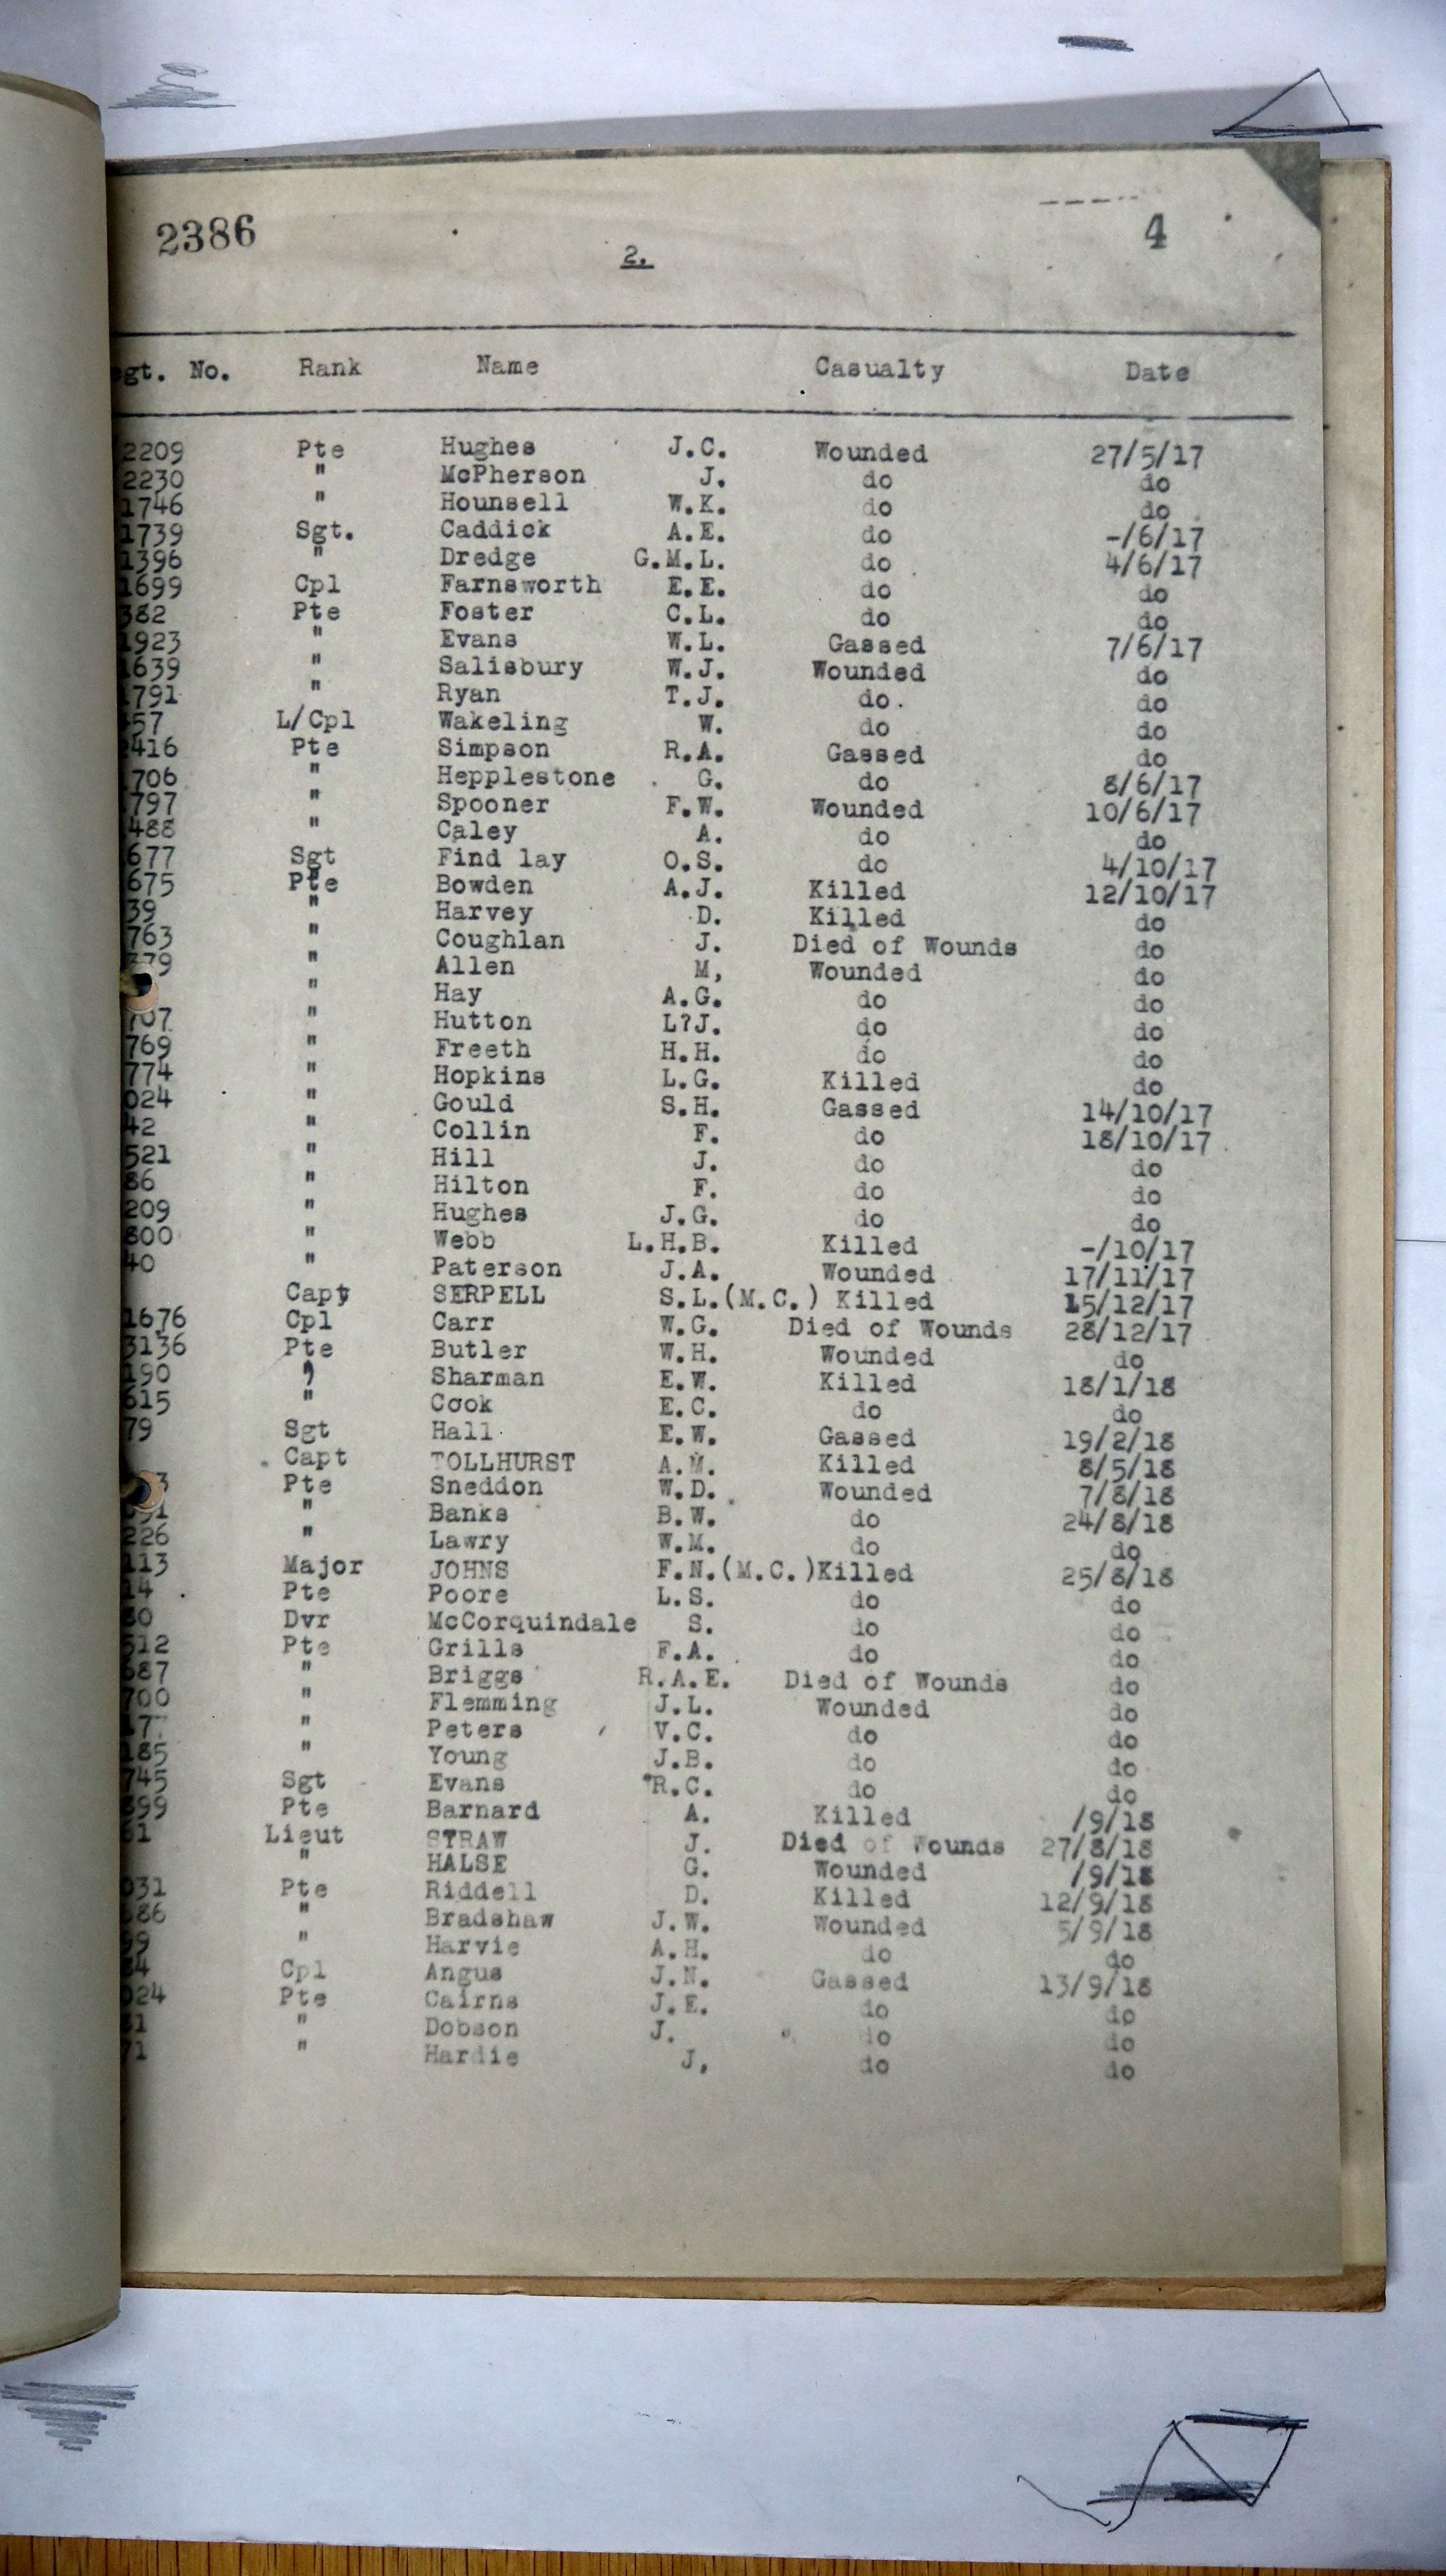 2386
4
2.
egt. No. Rank Name Casualty Date
2209 Pte Hughes J.C. Wounded 27/5/17
2230 " McPherson J. do do
1746 " Hounsell W.K. do do
1739 Sgt. Caddick A.E. do -/6/17
1396 " Dredge G.M.L. do 4/6/17
1699 Cpl Farnsworth E.E. do do
382 Pte Foster C.L. do do
1923 " Evans W.L. Gassed 7/6/17
1639 " Salisbury W.J. Wounded do
1791 " Ryan T.J. do. do
57 L/Cpl Wakeling W. do do
416 Pte Simpson R.A. Gassed do
706 " Hepplestone G. do 8/6/17
797 " Spooner F.W. Wounded 10/6/17
488 " Caley A. do do
677 Sgt Find lay O.S. do 4/10/17
675 Pte Bowden A.J. Killed 12/10/17
39 " Harvey D. Killed do
763 " Coughlan J. Died of Wounds do
79 " Allen M, Wounded do
" Hay A.G. do do
707 " Hutton L?J. do do
769 " Freeth H.H. do do
774 " Hopkins L.G. Killed do
024 " Gould S.H. Gassed 14/10/17
42 " Collin F. do 18/10/17
521 " Hill J. do do
86 " Hilton F. do do
209 " Hughes J.G. do do
800 " Webb L.H.B. Killed -/10/17
40 " Paterson J.A. Wounded 17/11/17
Capt SERPELL S.L.(M.C.) Killed 15/12/17
1676 Cpl Carr W.G. Died of Wounds 28/12/17
3136 Pte Butler W.H. Wounded do
190 " Sharman E.W. Killed 18/1/18
615 " Cook E.C. do do
79 Sgt Hall E.W. Gassed 19/2/18
Capt TOLLHURST A.M. Killed 8/5/18
3 Pte Sneddon W.D. Wounded 7/8/18
91 " Banks B.W. do 24/8/18
226 " Lawry W.M. do do
113 Major JOHNS F.N.(M.C.)Killed 25/8/18
14 Pte Poore L.S. do do
80 Dvr McCorquindale S. do do
512 Pte Grills F.A. do do
687 " Briggs R.A.E. Died of Wounds do
700 " Flemming J.L. Wounded do
177 " Peters V.C. do do
185 " Young J.B. do do
745 Sgt Evans R.C. do do
899 Pte Barnard A. Killed /9/18
61 Lieut STRAW J. Died of Wounds 27/8/18
" HALSE G. Wounded /9/18
031 Pte Riddell D. Killed 12/9/18
686 " Bradshaw J.W. Wounded 5/9/18
99 " Harvie A.H. do do
84 Cpl Angus J.N. Gassed 13/9/18
024 Pte Cairns J.E. do do
81 " Dobson J. do do
71 " Hardie J. do do